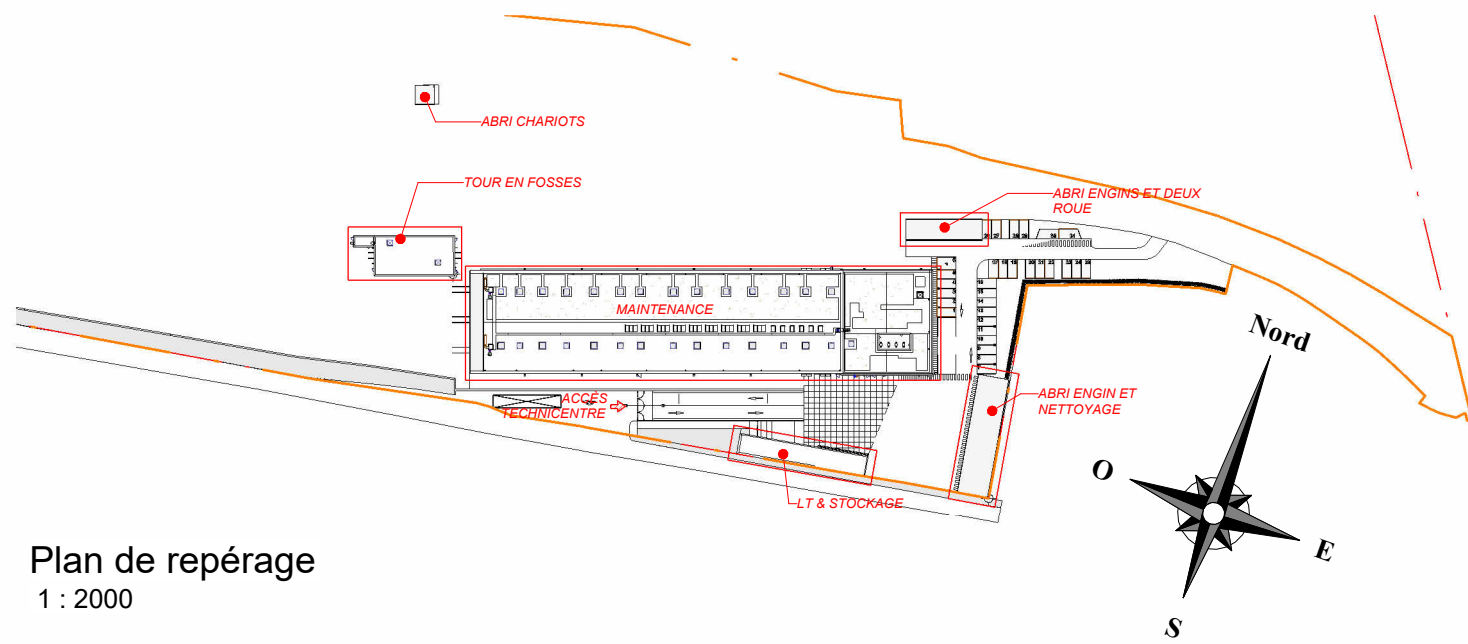 ABRI CHARIOTS
TOUR EN FOSSES
ABRI ENGINS ET DEUX
ROUE
MAINTENANCE
ABRI ENGIN ET
NETTOYAGE
ACCÈS
TECHNICENTRE
LT & STOCKAGE
Nord
O
E
S
Plan de repérage
1 : 2000